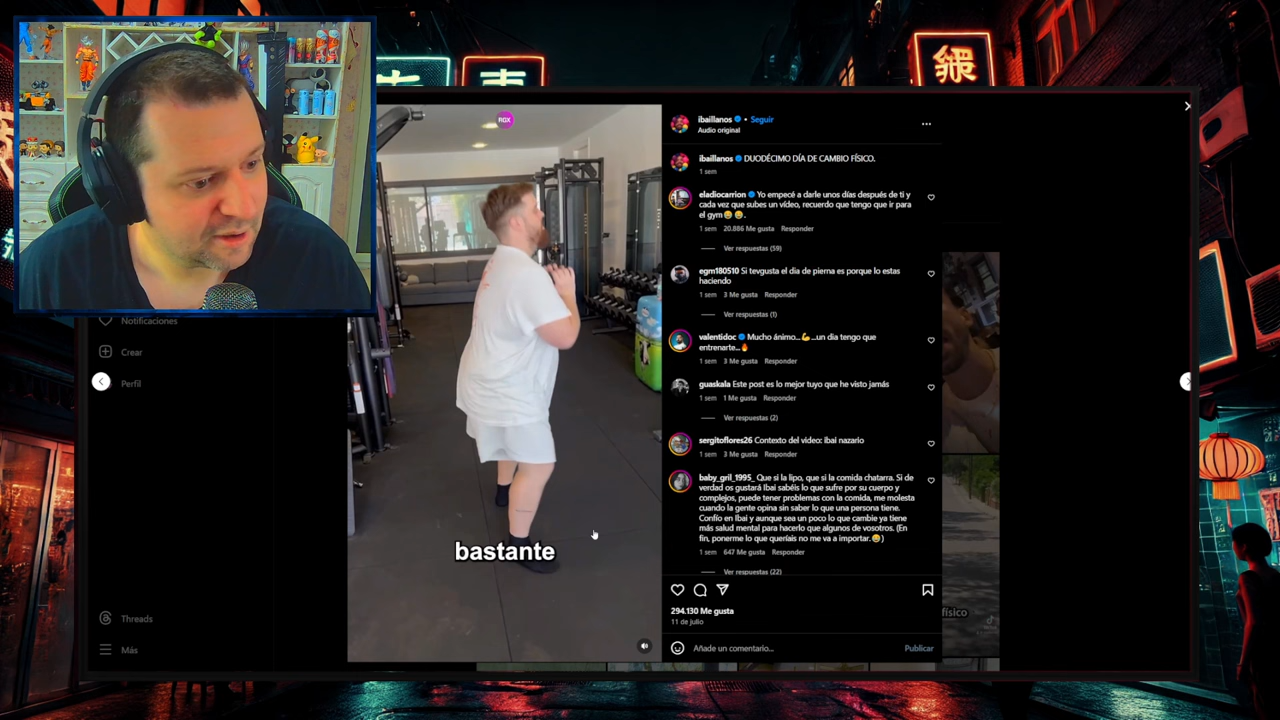 RGX
bastante
Notificaciones
Crear
Perfil
Threads
Más
ibaillanos • Seguir
Audio original
ibaillanos DUODÉCIMO DÍA DE CAMBIO FÍSICO.
1 sem
eladiocarrion Yo empecé a darle unos días después de ti y
cada vez que subes un vídeo, recuerdo que tengo que ir para
el gym😂😂.
1 sem 20.886 Me gusta Responder
Ver respuestas (59)
egm180510 Si tevgusta el dia de pierna es porque lo estas
haciendo
1 sem 3 Me gusta Responder
Ver respuestas (1)
valentidoc Mucho ánimo...💪...un dia tengo que
entrenarte...🔥
1 sem 3 Me gusta Responder
guaskala Este post es lo mejor tuyo que he visto jamás
1 sem 1 Me gusta Responder
Ver respuestas (2)
sergitoflores26 Contexto del video: ibai nazario
1 sem 3 Me gusta Responder
baby_gril_1995_ Que si la lipo, que si la comida chatarra. Si de
verdad os gustará Ibai sabéis lo que sufre por su cuerpo y
complejos, puede tener problemas con la comida, me molesta
cuando la gente opina sin saber lo que una persona tiene.
Confío en Ibai y aunque sea un poco lo que cambie ya tiene
más salud mental para hacerlo que algunos de vosotros. (En
fin, ponerme lo que queríais no me va a importar.😂)
1 sem 647 Me gusta Responder
Ver respuestas (22)
294.130 Me gusta
11 de julio
Añade un comentario...
Publicar
físico